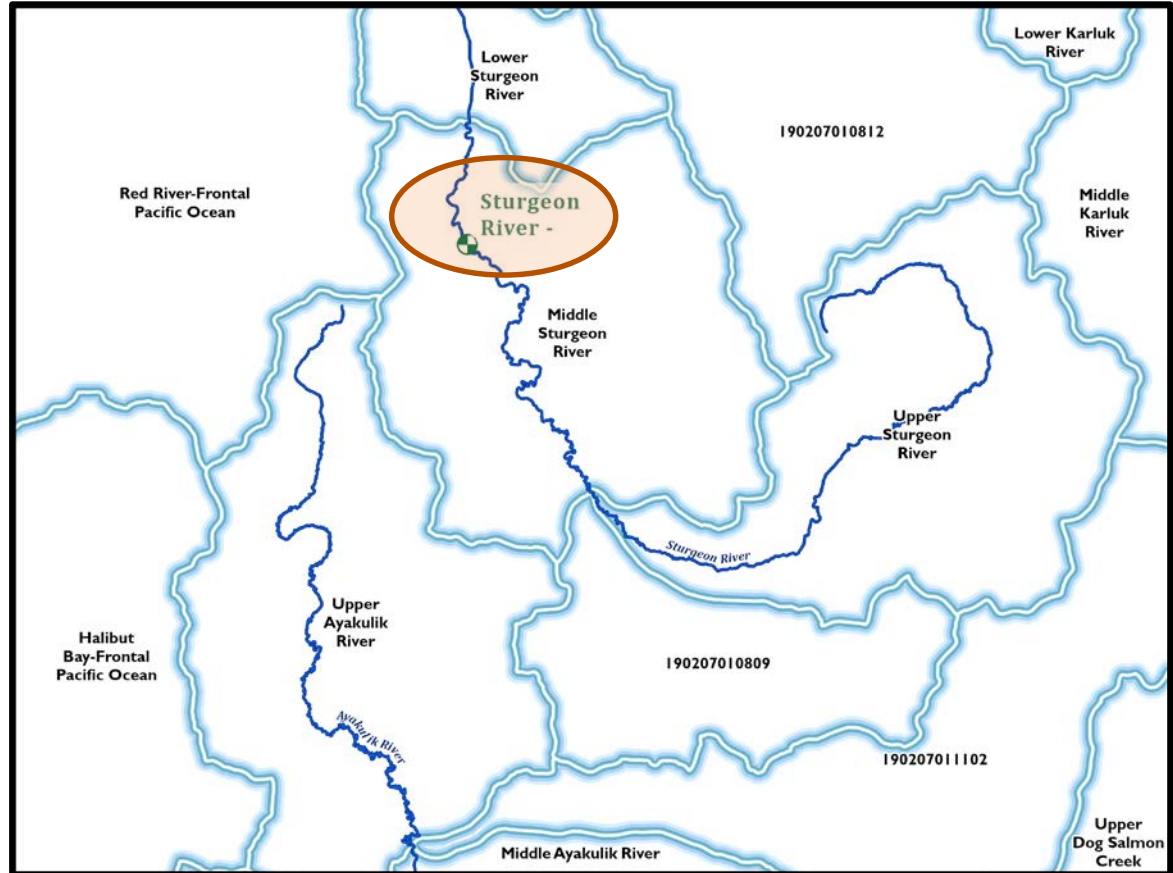 Lower
Sturgeon
River
Lower Karluk
River
190207010812
Red River-Frontal
Pacific Ocean
Sturgeon
River -
Middle
Karluk
River
Middle
Sturgeon
River
Upper
Sturgeon
River
Sturgeon River
Upper
Ayakulik
River
Halibut
Bay-Frontal
Pacific Ocean
190207010809
Ayakulik River
190207011102
Middle Ayakulik River
Upper
Dog Salmon
Creek